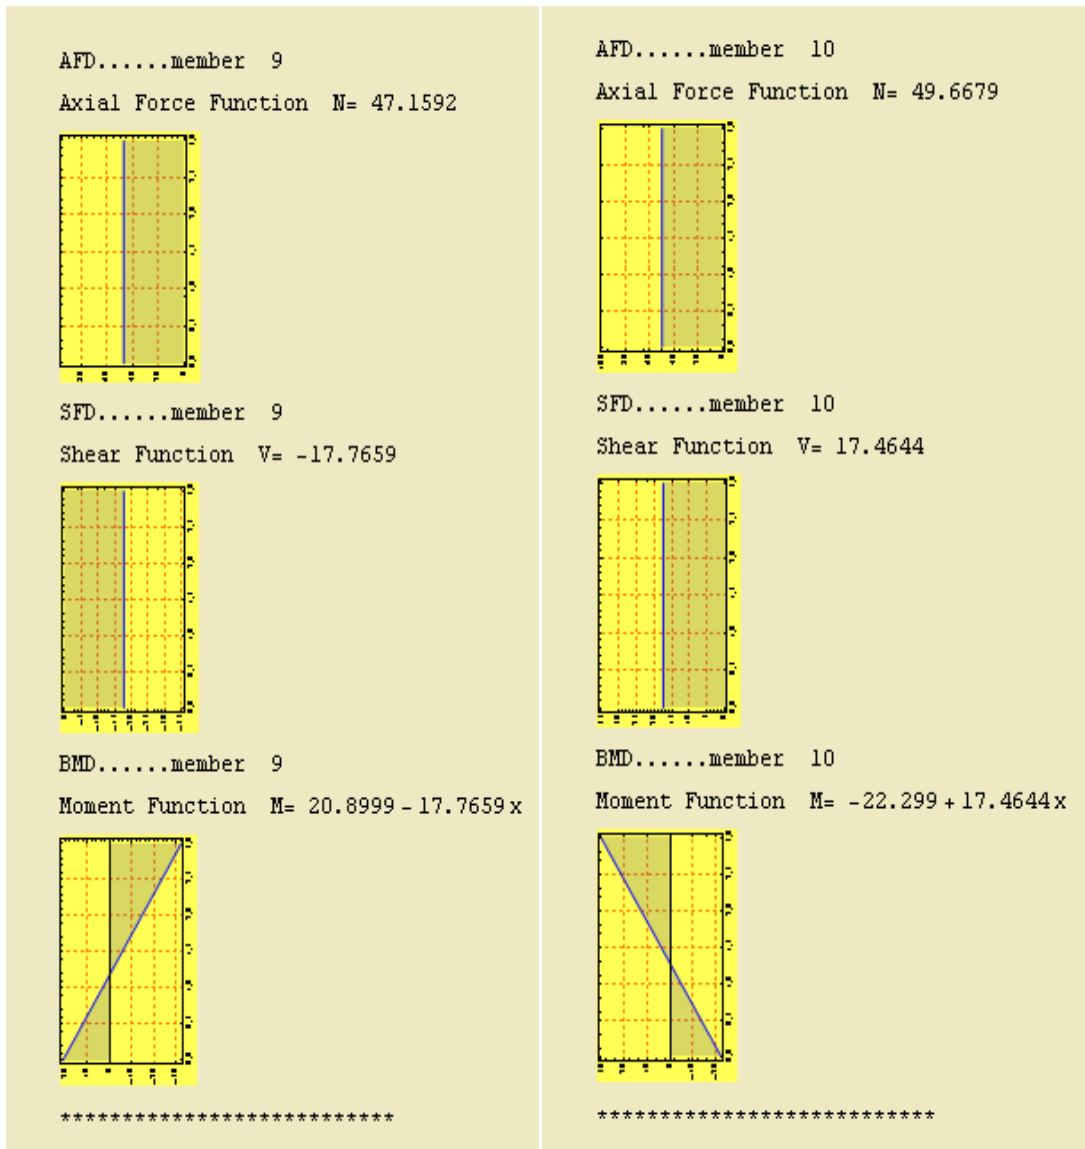 AFD......member 9
Axial Force Function N= 47.1592
SFD......member 9
Shear Function V= -17.7659
BMD......member 9
Moment Function M= 20.8999 - 17.7659 x
***************************
AFD......member 10
Axial Force Function N= 49.6679
SFD......member 10
Shear Function V= 17.4644
BMD......member 10
Moment Function M= -22.299 + 17.4644 x
***************************